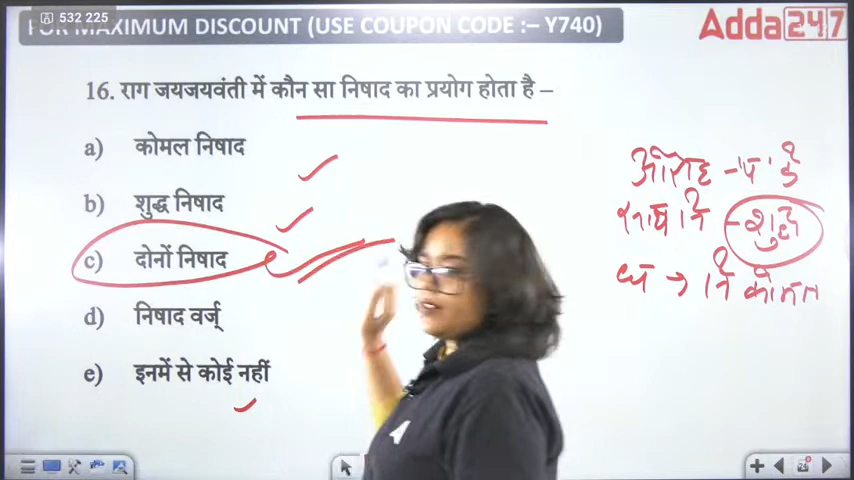 532 225
FOR MAXIMUM DISCOUNT (USE COUPON CODE :– Y740)
Adda247
16. राग जयजयवंती में कौन सा निषाद का प्रयोग होता है –
a) कोमल निषाद
b) शुद्ध निषाद
c) दोनों निषाद
d) निषाद वर्ज्
e) इनमें से कोई नहीं
आरोह - 'प' के
साथ नि - शुद्ध
ध → नि कोमल